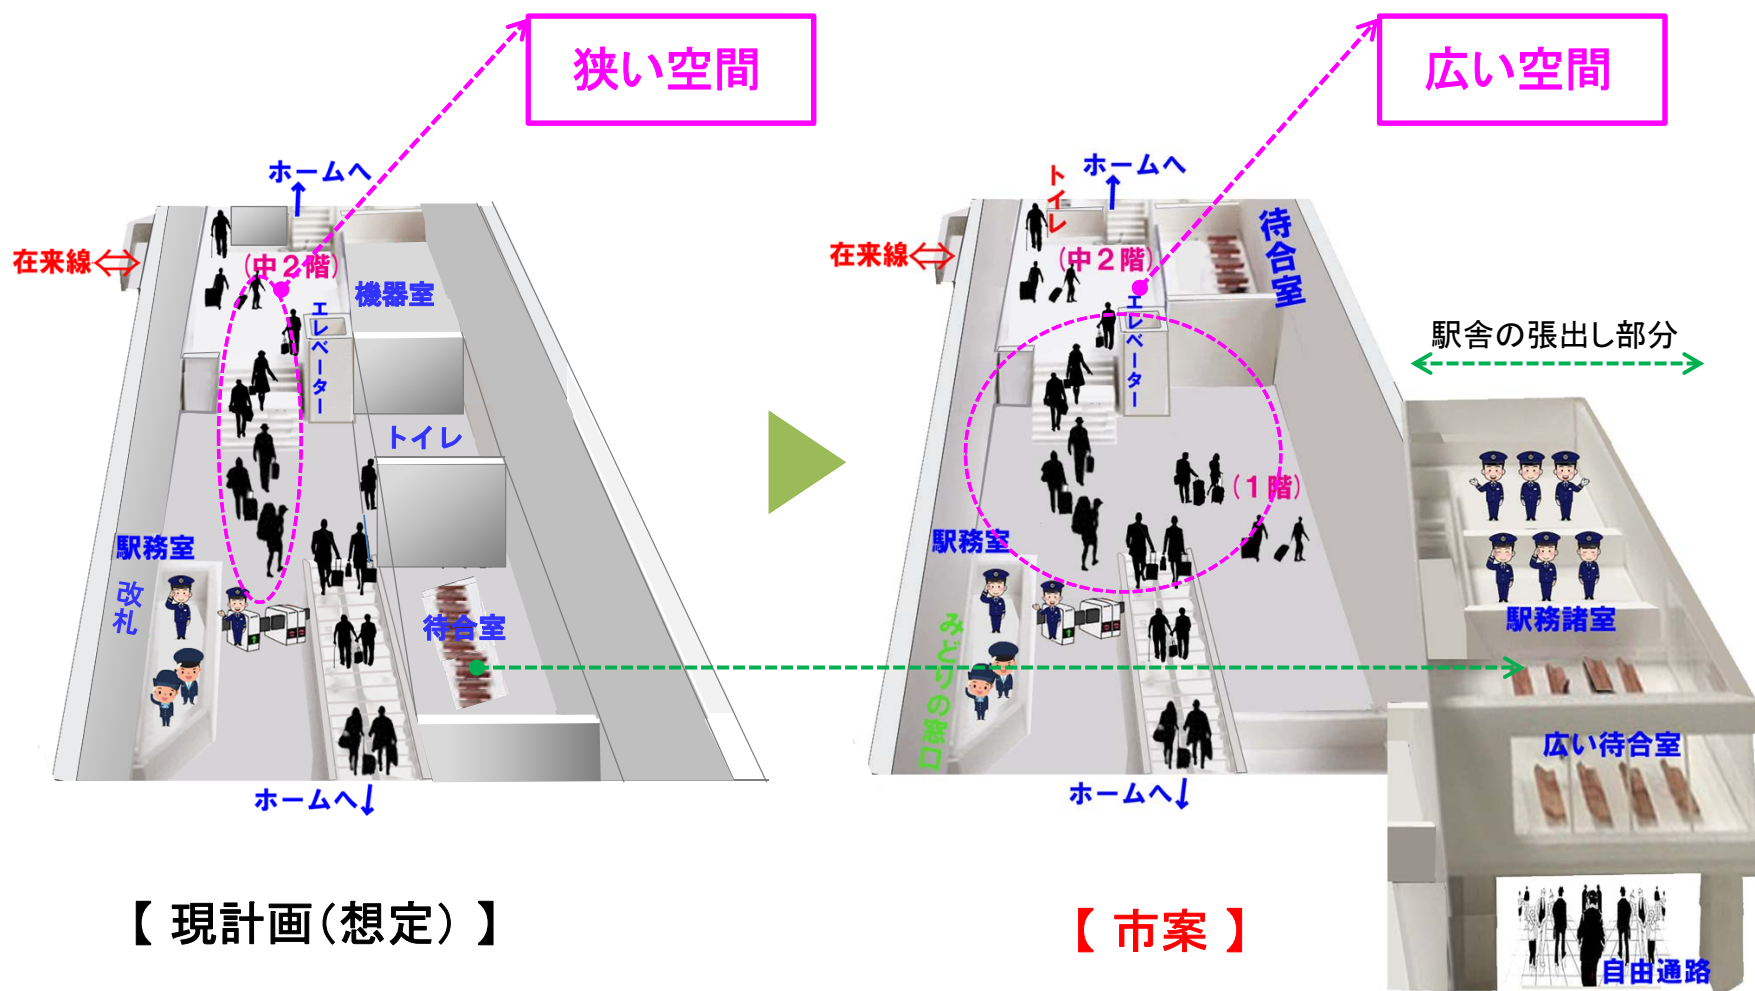 狭い空間
ホームへ
在来線
(中2階)
機器室
エレベーター
トイレ
駅務室
改札
待合室
ホームへ
【 現計画(想定) 】
広い空間
トイレ
ホームへ
在来線
(中2階)
待合室
エレベーター
駅舎の張出し部分
(1階)
駅務室
みどりの窓口
駅務諸室
広い待合室
ホームへ
自由通路
【 市案 】